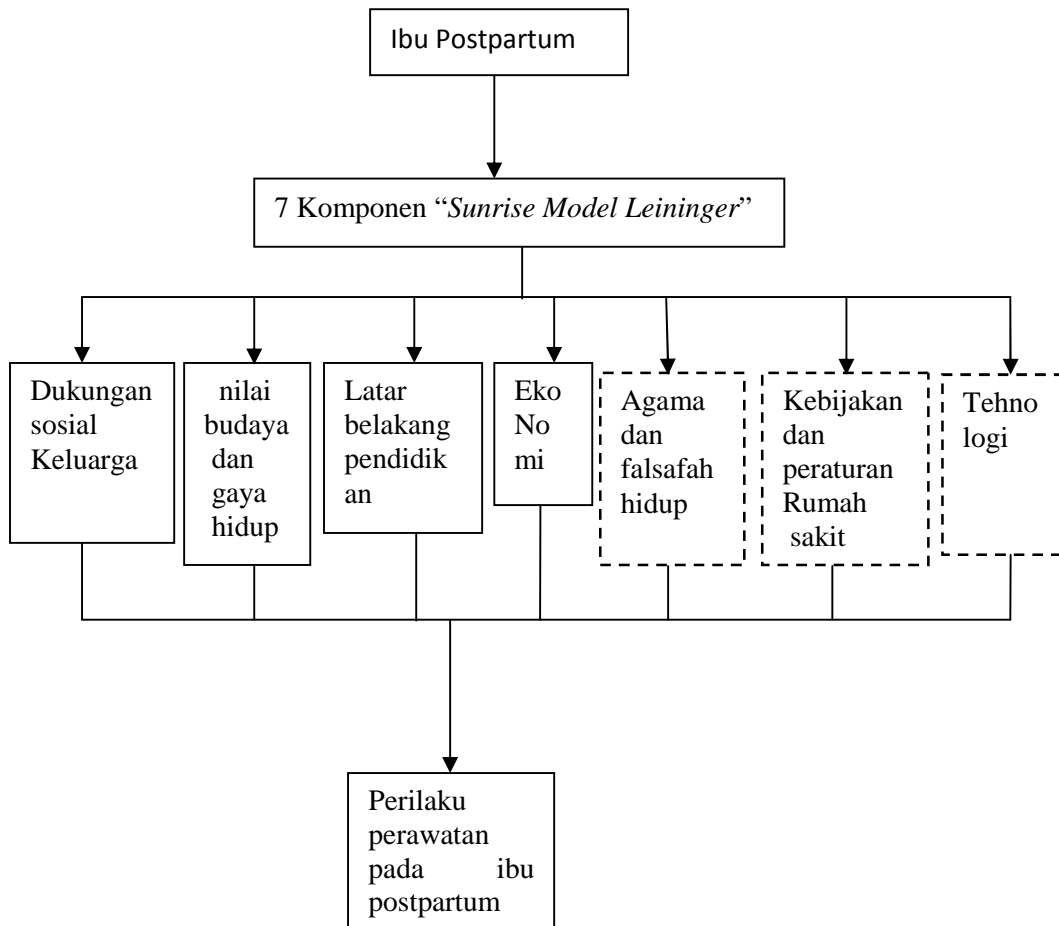 Ibu Postpartum
7 Komponen “Sunrise Model Leininger”
Dukungan
sosial
Keluarga
nilai
budaya
dan
gaya
hidup
Latar
belakang
pendidik
an
Eko
No
mi
Agama
dan
falsafah
hidup
Kebijakan
dan
peraturan
Rumah
sakit
Tehno
logi
Perilaku
perawatan
pada ibu
postpartum